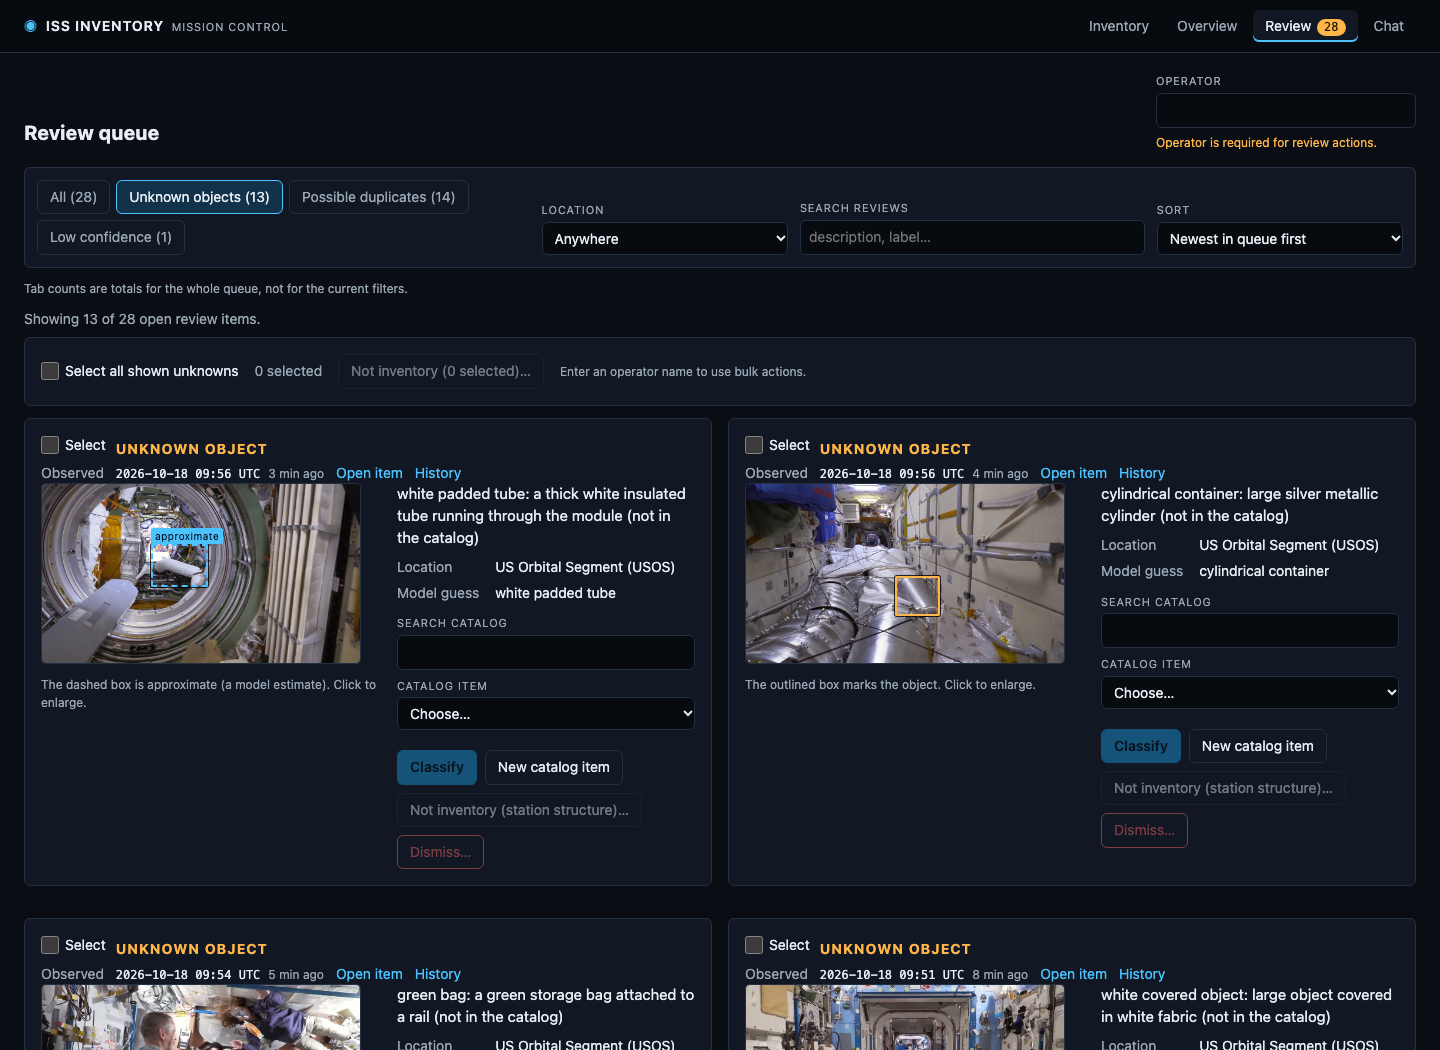 ISS INVENTORY MISSION CONTROL
Inventory Overview Review 28 Chat
OPERATOR
Operator is required for review actions.
Review queue
All (28) Unknown objects (13) Possible duplicates (14)
Low confidence (1)
LOCATION
Anywhere
SEARCH REVIEWS
description, label...
SORT
Newest in queue first
Tab counts are totals for the whole queue, not for the current filters.
Showing 13 of 28 open review items.
Select all shown unknowns 0 selected Not inventory (0 selected)... Enter an operator name to use bulk actions.
Select UNKNOWN OBJECT
Observed 2026-10-18 09:56 UTC 3 min ago Open item History
approximate
The dashed box is approximate (a model estimate). Click to
enlarge.
white padded tube: a thick white insulated
tube running through the module (not in
the catalog)
Location US Orbital Segment (USOS)
Model guess white padded tube
SEARCH CATALOG
CATALOG ITEM
Choose...
Classify New catalog item
Not inventory (station structure)...
Dismiss...
Select UNKNOWN OBJECT
Observed 2026-10-18 09:56 UTC 4 min ago Open item History
The outlined box marks the object. Click to enlarge.
cylindrical container: large silver metallic
cylinder (not in the catalog)
Location US Orbital Segment (USOS)
Model guess cylindrical container
SEARCH CATALOG
CATALOG ITEM
Choose...
Classify New catalog item
Not inventory (station structure)...
Dismiss...
Select UNKNOWN OBJECT
Observed 2026-10-18 09:54 UTC 5 min ago Open item History
green bag: a green storage bag attached to
a rail (not in the catalog)
Location US Orbital Segment (USOS)
Select UNKNOWN OBJECT
Observed 2026-10-18 09:51 UTC 8 min ago Open item History
white covered object: large object covered
in white fabric (not in the catalog)
Location US Orbital Segment (USOS)